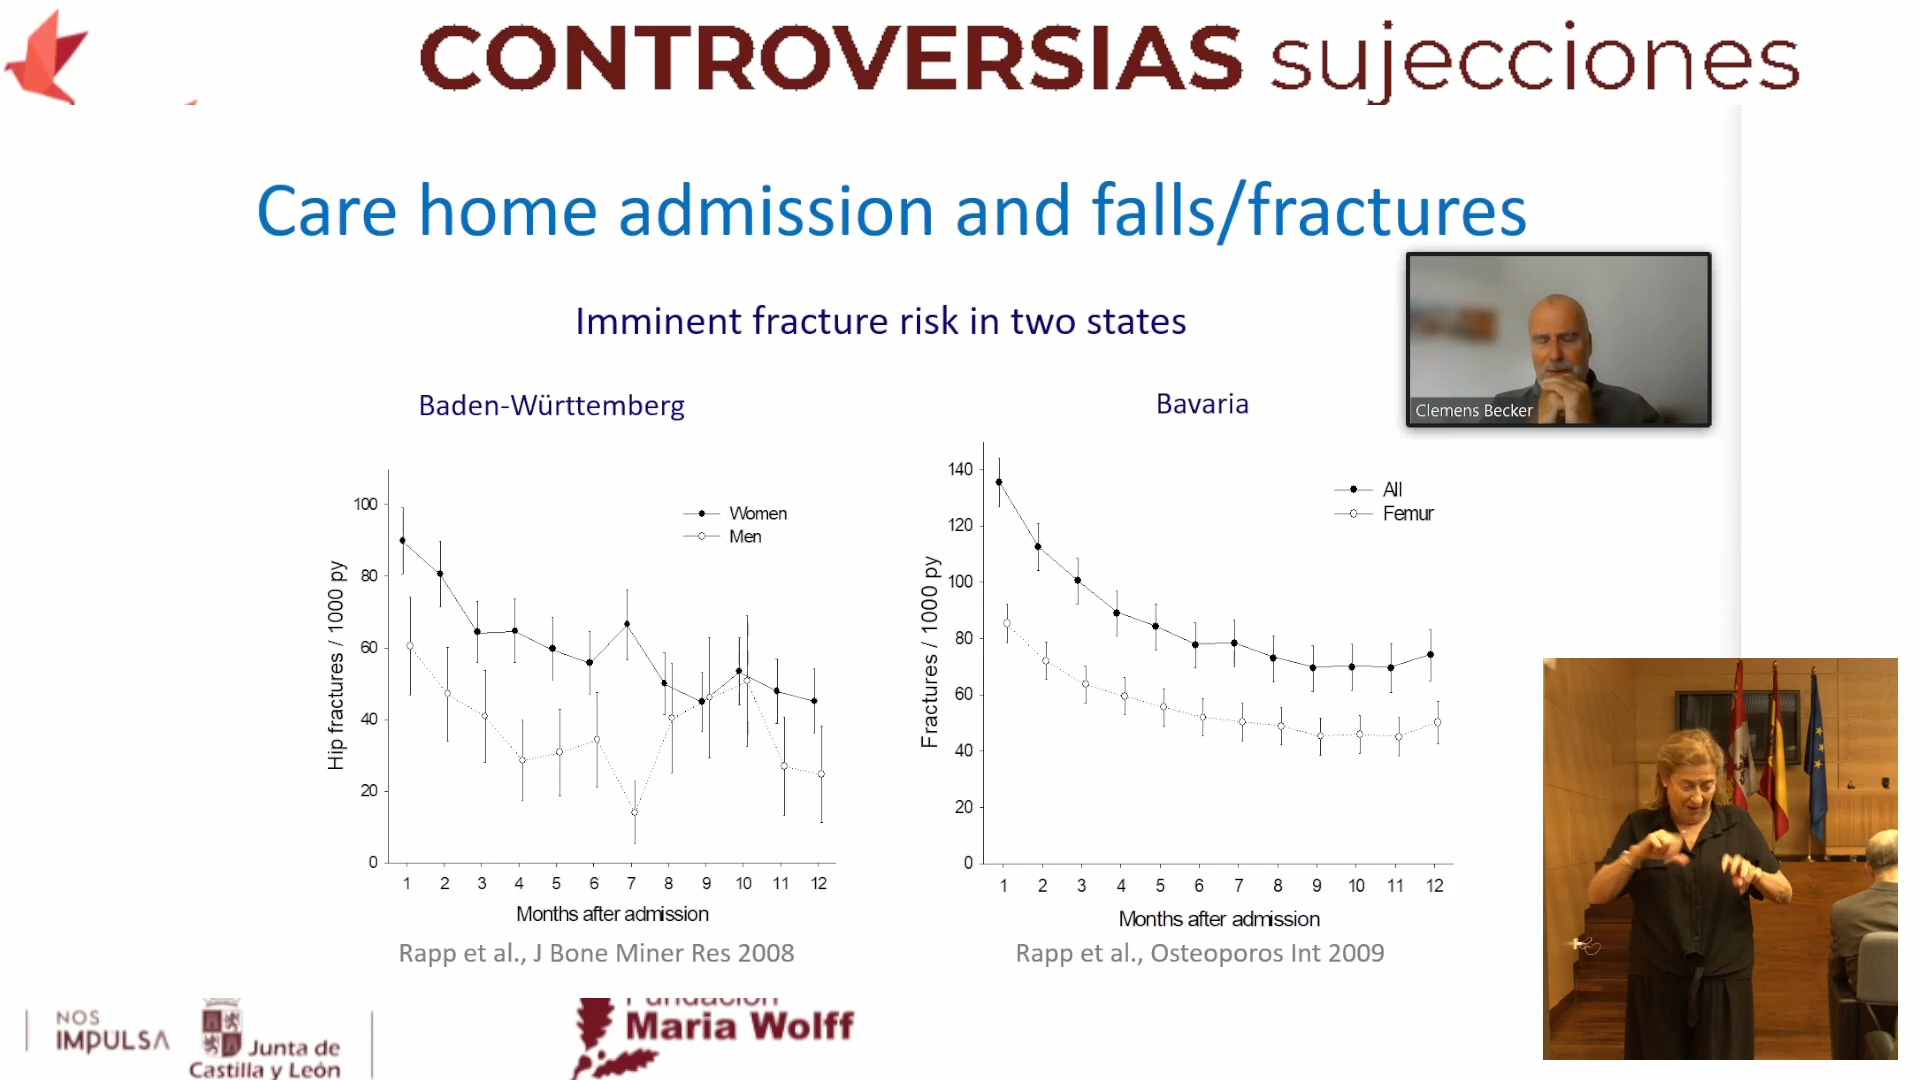 CONTROVERSIAS sujecciones
Care home admission and falls/fractures
Imminent fracture risk in two states
Baden-Württemberg
Bavaria
Clemens Becker
Hip fractures / 1000 py
100
80
60
40
20
0
Women
Men
1 2 3 4 5 6 7 8 9 10 11 12
Months after admission
Rapp et al., J Bone Miner Res 2008
Fractures / 1000 py
140
120
100
80
60
40
20
0
All
Femur
1 2 3 4 5 6 7 8 9 10 11 12
Months after admission
Rapp et al., Osteoporos Int 2009
NOS
IMPULSA
Junta de
Castilla y León
Fundación
Maria Wolff